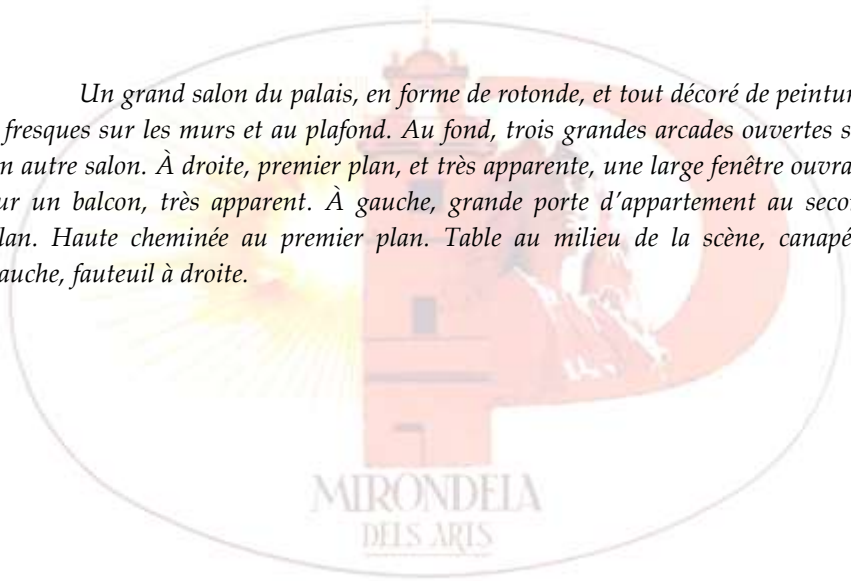 Un grand salon du palais, en forme de rotonde, et tout décoré de peintur
fresques sur les murs et au plafond. Au fond, trois grandes arcades ouvertes s
n autre salon. À droite, premier plan, et très apparente, une large fenêtre ouvra
ur un balcon, très apparent. À gauche, grande porte d’appartement au secon
lan. Haute cheminée au premier plan. Table au milieu de la scène, canapé
auche, fauteuil à droite.
MIRONDELA
DELS ARTS